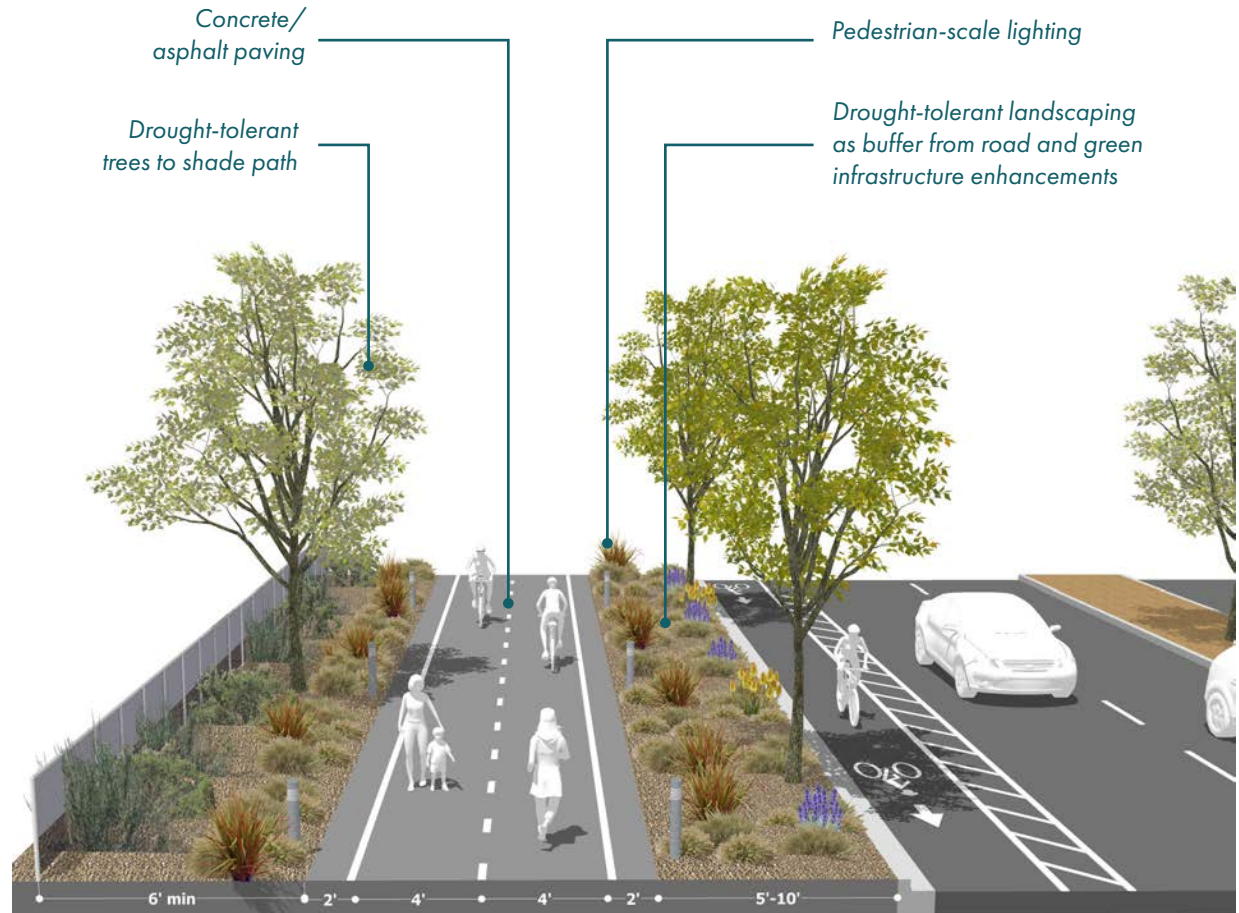 Concrete/
asphalt paving
Pedestrian-scale lighting
Drought-tolerant
trees to shade path
Drought-tolerant landscaping
as buffer from road and green
infrastructure enhancements
6' min 2' 4' 4' 2' 5'-10'